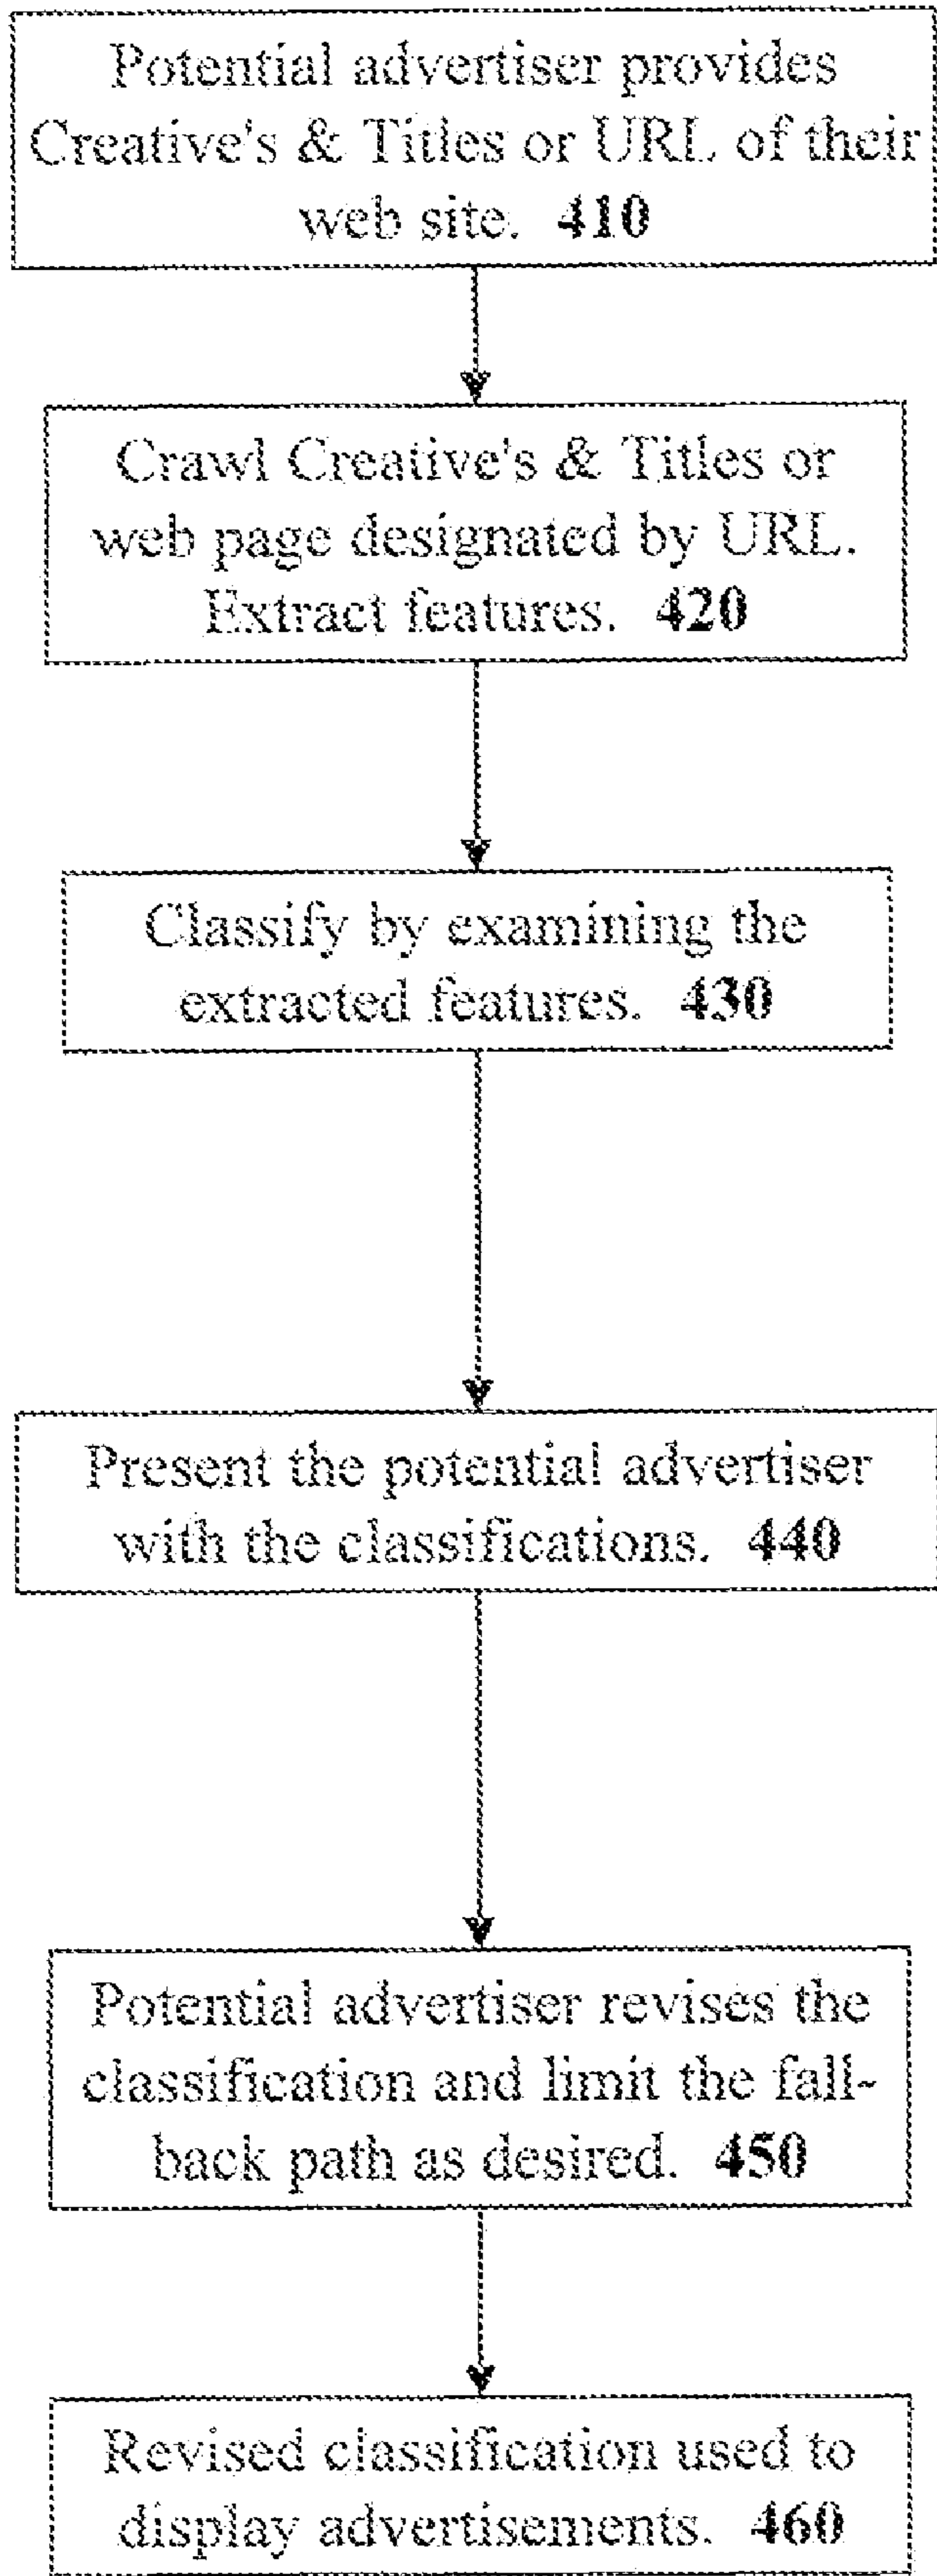 Potential advertiser provides
Creative's & Titles or URL of their
web site. 410
Crawl Creative's & Titles or
web page designated by URL.
Extract features. 420
Classify by examining the
extracted features. 430
Present the potential advertiser
with the classifications. 440
Potential advertiser revises the
classification and limit the fall-
back path as desired. 450
Revised classification used to
display advertisements. 460